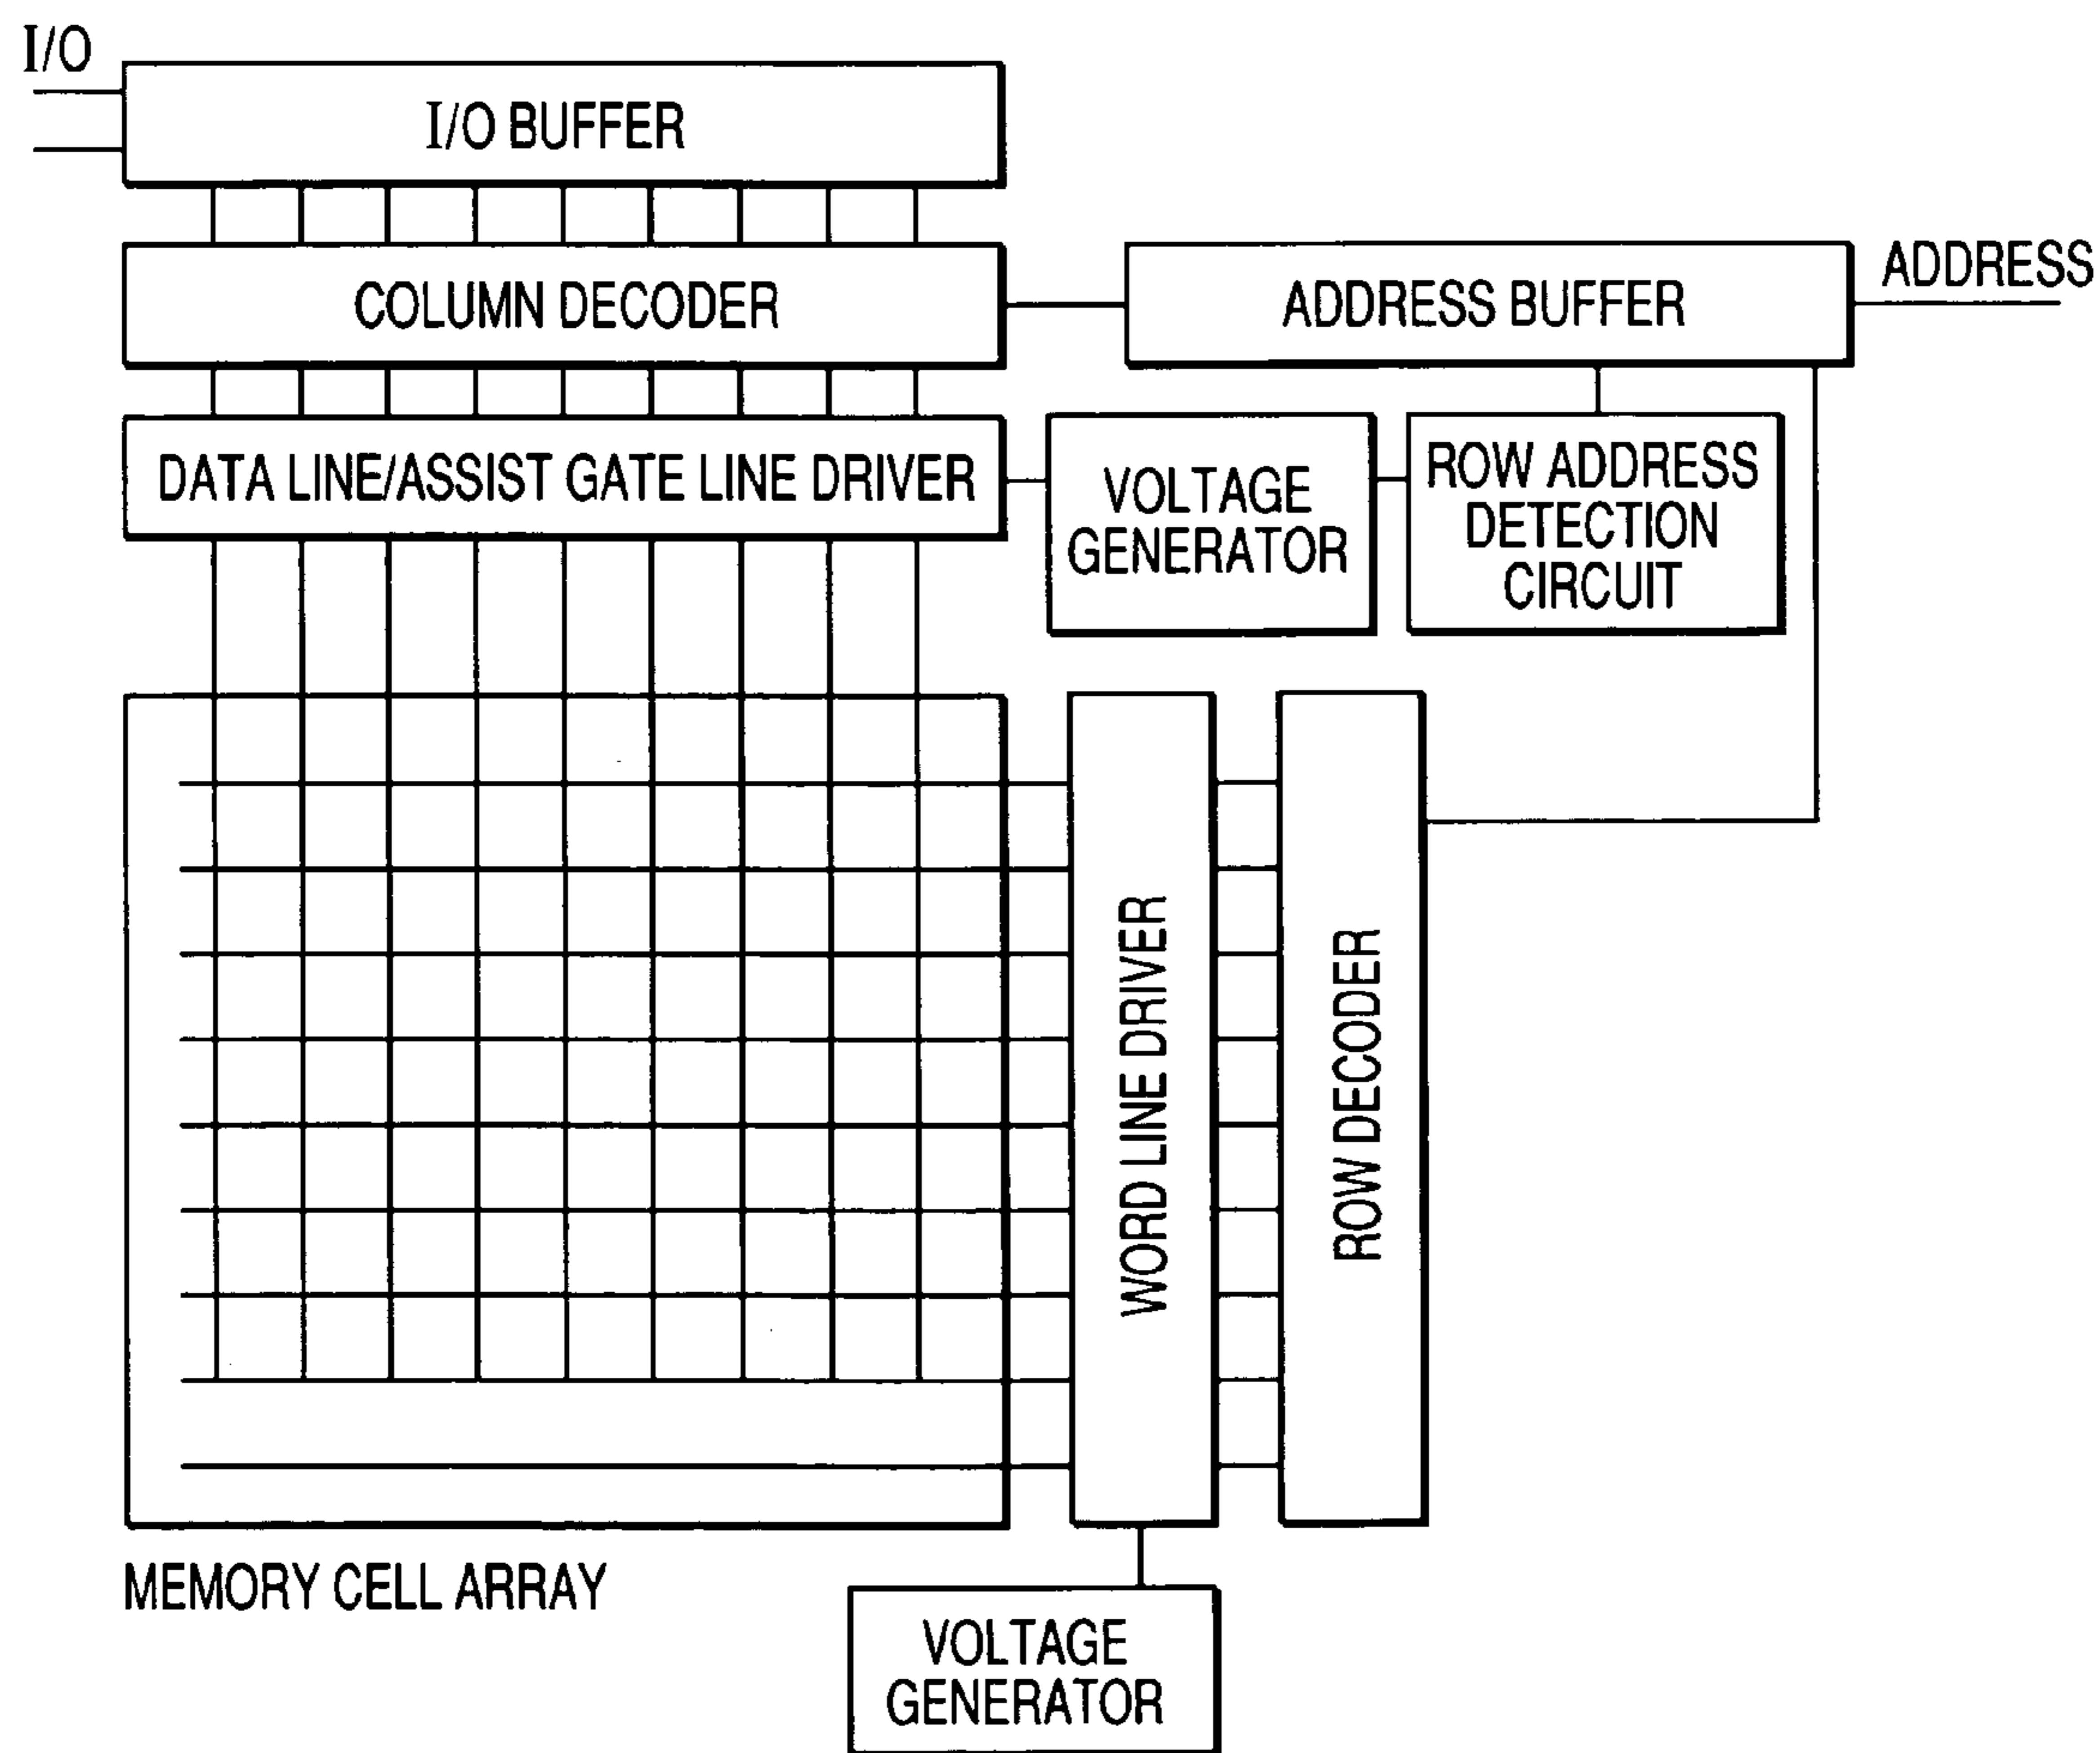 I/O
I/O BUFFER
COLUMN DECODER
ADDRESS BUFFER
ADDRESS
DATA LINE/ASSIST GATE LINE DRIVER
VOLTAGE
GENERATOR
ROW ADDRESS
DETECTION
CIRCUIT
WORD LINE DRIVER
ROW DECODER
MEMORY CELL ARRAY
VOLTAGE
GENERATOR